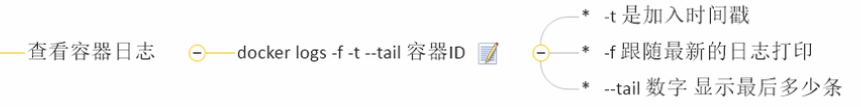 * -t 是加入时间戳
查看容器日志 docker logs -f -t --tail 容器ID * -f 跟随最新的日志打印
* --tail 数字 显示最后多少条